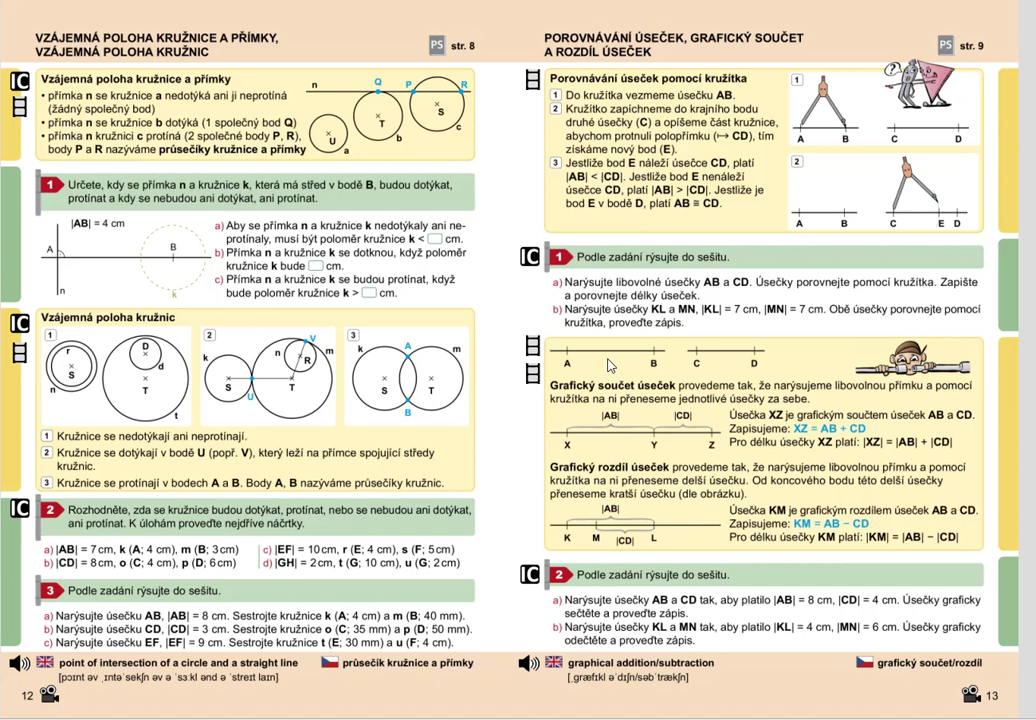 VZÁJEMNÁ POLOHA KRUŽNICE A PŘÍMKY,
VZÁJEMNÁ POLOHA KRUŽNIC
PS str. 8
Vzájemná poloha kružnice a přímky
• přímka n se kružnice a nedotýká ani ji neprotíná
(žádný společný bod)
• přímka n se kružnice b dotýká (1 společný bod Q)
• přímka n kružnici c protíná (2 společné body P, R),
body P a R nazýváme průsečíky kružnice a přímky
n Q P R
U a T b S c
1 Určete, kdy se přímka n a kružnice k, která má střed v bodě B, budou dotýkat,
protínat a kdy se nebudou ani dotýkat, ani protínat.
|AB| = 4 cm
A B
n k
a) Aby se přímka n a kružnice k nedotýkaly ani ne-
protínaly, musí být poloměr kružnice k < cm.
b) Přímka n a kružnice k se dotknou, když poloměr
kružnice k bude cm.
c) Přímka n a kružnice k se budou protínat, když
bude poloměr kružnice k > cm.
Vzájemná poloha kružnic
1 r S n D d T t
2 k S U n R V m T
3 k A m S T B
1 Kružnice se nedotýkají ani neprotínají.
2 Kružnice se dotýkají v bodě U (popř. V), který leží na přímce spojující středy
kružnic.
3 Kružnice se protínají v bodech A a B. Body A, B nazýváme průsečíky kružnic.
2 Rozhodněte, zda se kružnice budou dotýkat, protínat, nebo se nebudou ani dotýkat,
ani protínat. K úlohám proveďte nejdříve náčrtky.
a) |AB| = 7 cm, k (A; 4 cm), m (B; 3 cm)
b) |CD| = 8 cm, o (C; 4 cm), p (D; 6 cm)
c) |EF| = 10 cm, r (E; 4 cm), s (F; 5 cm)
d) |GH| = 2 cm, t (G; 10 cm), u (G; 2 cm)
3 Podle zadání rýsujte do sešitu.
a) Narýsujte úsečku AB, |AB| = 8 cm. Sestrojte kružnice k (A; 4 cm) a m (B; 40 mm).
b) Narýsujte úsečku CD, |CD| = 3 cm. Sestrojte kružnice o (C; 35 mm) a p (D; 50 mm).
c) Narýsujte úsečku EF, |EF| = 9 cm. Sestrojte kružnice t (E; 30 mm) a u (F; 4 cm).
point of intersection of a circle and a straight line
průsečík kružnice a přímky
12
POROVNÁVÁNÍ ÚSEČEK, GRAFICKÝ SOUČET
A ROZDÍL ÚSEČEK
PS str. 9
Porovnávání úseček pomocí kružítka
1 Do kružítka vezmeme úsečku AB.
2 Kružítko zapíchneme do krajního bodu
druhé úsečky (C) a opíšeme část kružnice,
abychom protnuli polopřímku (↦ CD), tím
získáme nový bod (E).
3 Jestliže bod E náleží úsečce CD, platí
|AB| < |CD|. Jestliže bod E nenáleží
úsečce CD, platí |AB| > |CD|. Jestliže je
bod E v bodě D, platí AB ≅ CD.
1 ?
A B C D
2
A B C E D
1 Podle zadání rýsujte do sešitu.
a) Narýsujte libovolné úsečky AB a CD. Úsečky porovnejte pomocí kružítka. Zapište
a porovnejte délky úseček.
b) Narýsujte úsečky KL a MN, |KL| = 7 cm, |MN| = 7 cm. Obě úsečky porovnejte pomocí
kružítka, proveďte zápis.
A B C D
Grafický součet úseček provedeme tak, že narýsujeme libovolnou přímku a pomocí
kružítka na ni přeneseme jednotlivé úsečky za sebe.
|AB| |CD|
X Y Z
Úsečka XZ je grafickým součtem úseček AB a CD.
Zapisujeme: XZ = AB + CD
Pro délku úsečky XZ platí: |XZ| = |AB| + |CD|
Grafický rozdíl úseček provedeme tak, že narýsujeme libovolnou přímku a pomocí
kružítka na ni přeneseme delší úsečku. Od koncového bodu této delší úsečky
přeneseme kratší úsečku (dle obrázku).
|AB|
K M L
|CD|
Úsečka KM je grafickým rozdílem úseček AB a CD.
Zapisujeme: KM = AB − CD
Pro délku úsečky KM platí: |KM| = |AB| − |CD|
2 Podle zadání rýsujte do sešitu.
a) Narýsujte úsečky AB a CD tak, aby platilo |AB| = 8 cm, |CD| = 4 cm. Úsečky graficky
sečtěte a proveďte zápis.
b) Narýsujte úsečky KL a MN tak, aby platilo |KL| = 4 cm, |MN| = 6 cm. Úsečky graficky
odečtěte a proveďte zápis.
graphical addition/subtraction
grafický součet/rozdíl
13